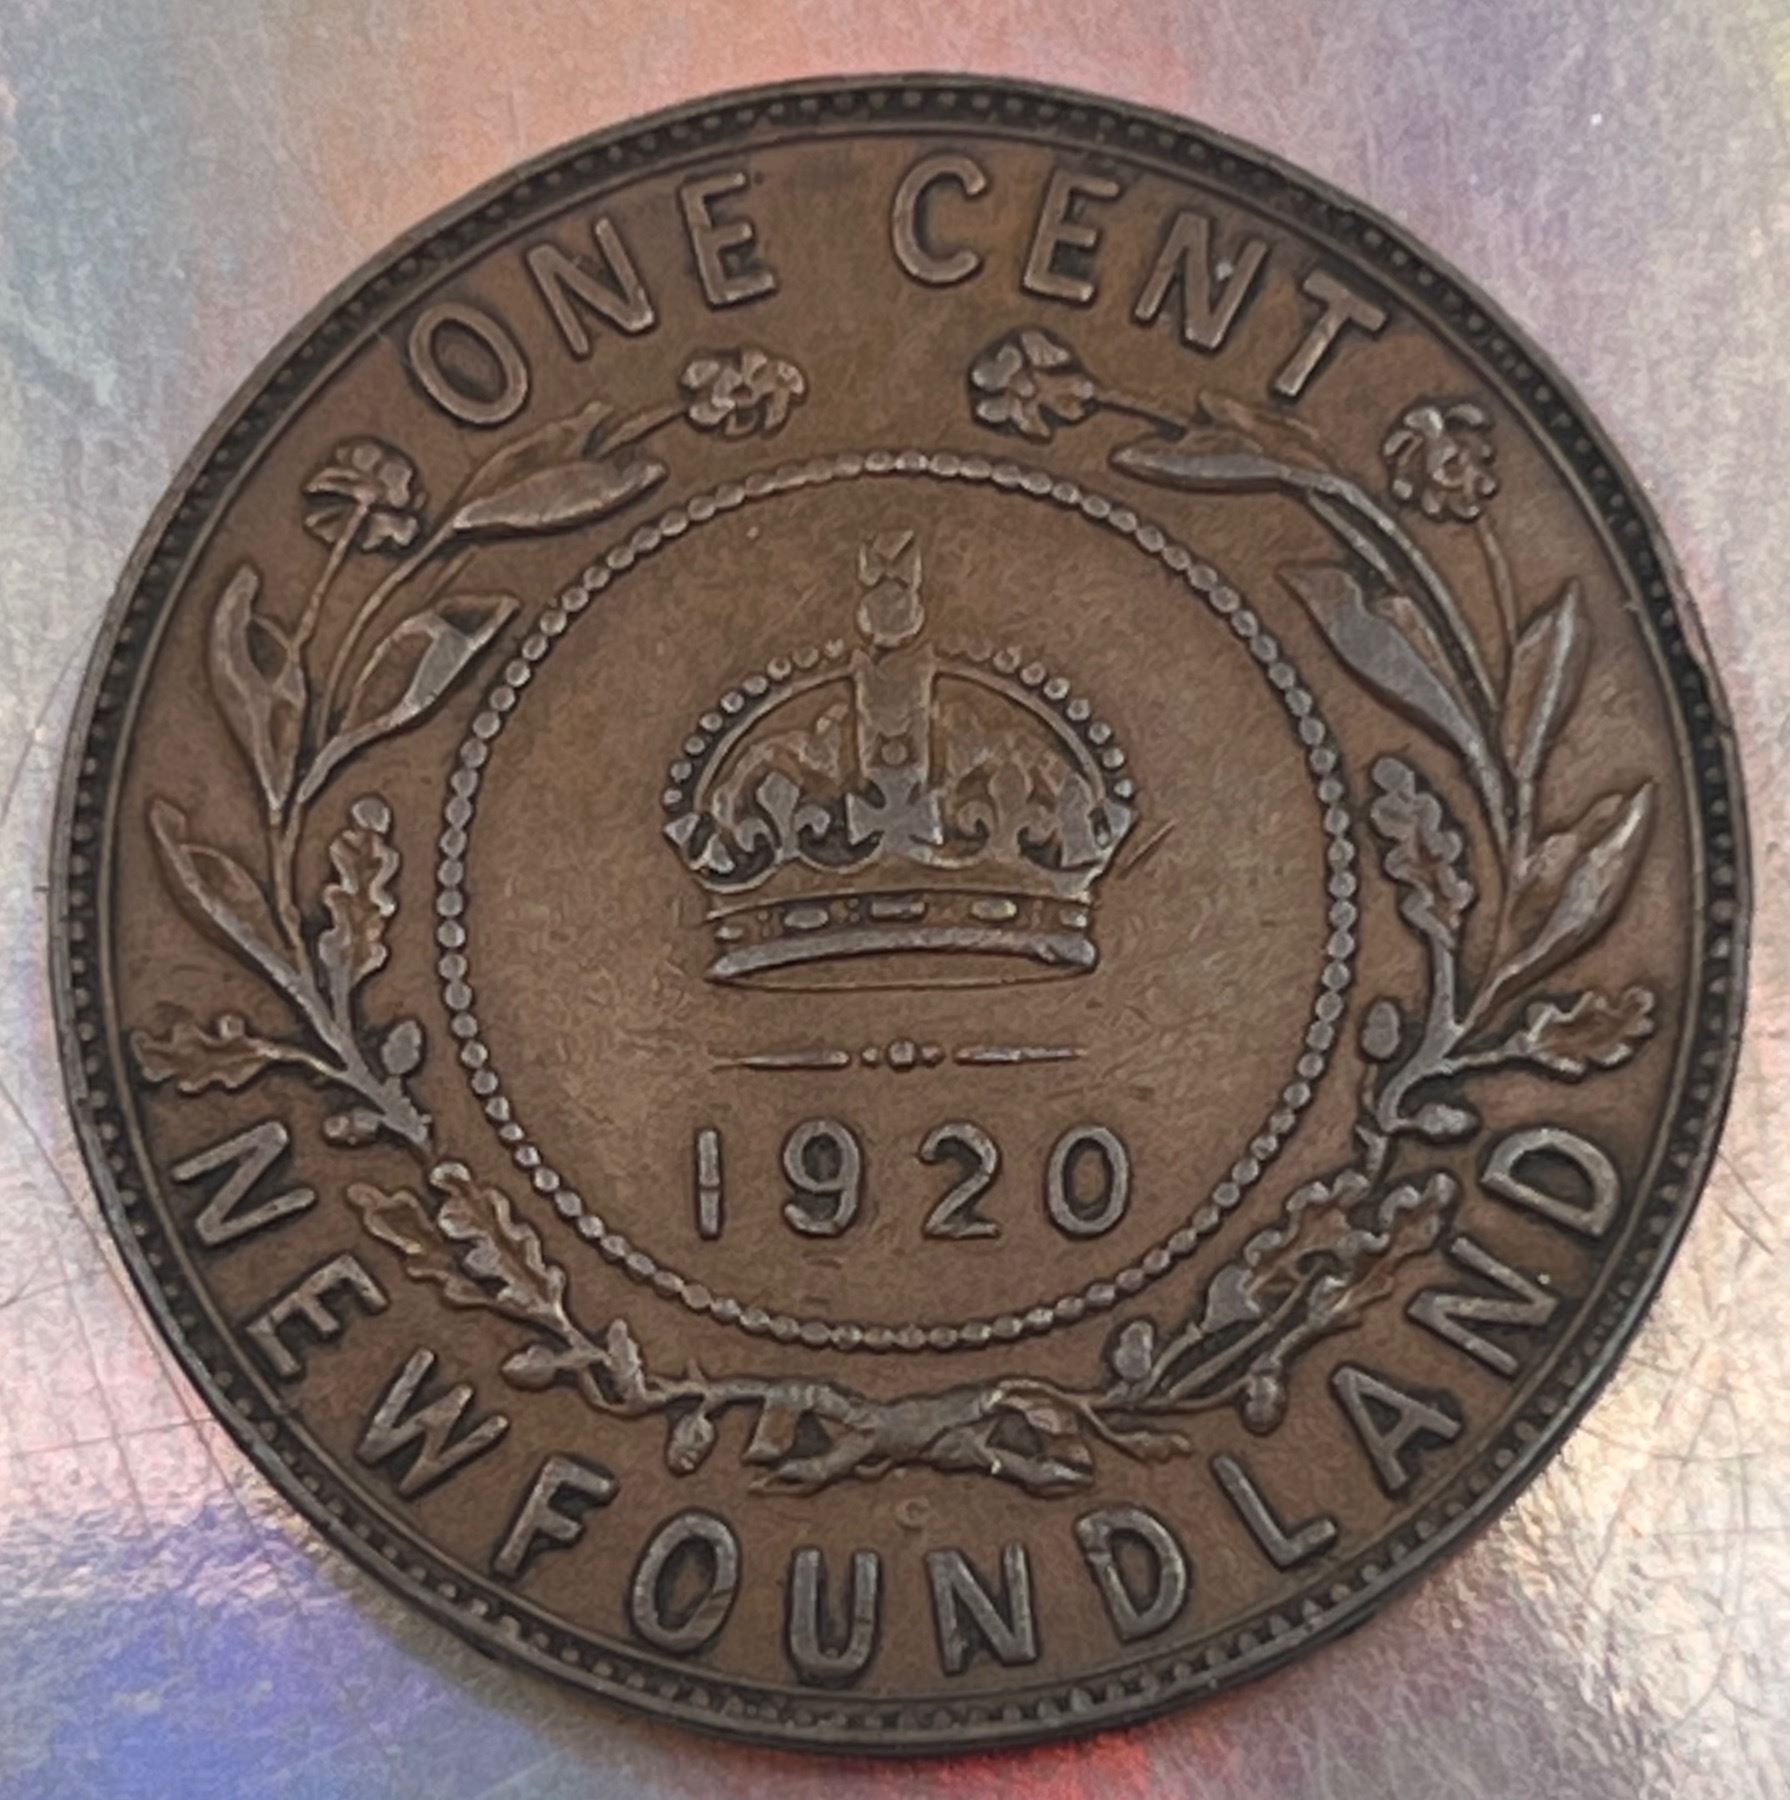 ONE CENT
1920
NEWFOUNDLAND
C